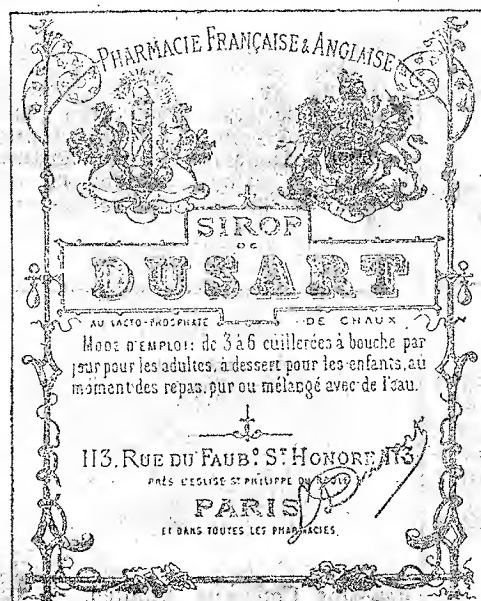 PHARMACIE FRANÇAISE & ANGLAISE
SIROP
DE
DUSART
AU LACTO-PHOSPHATE DE CHAUX
MODE D'EMPLOI: de 3 à 6 cuillerées à bouche par
jour pour les adultes, à dessert pour les enfants, au
moment des repas, pur ou mélangé avec de l'eau.
113, RUE DU FAUBG. ST HONORÉ, 113
PRÈS L'EGLISE ST PHILIPPE DU ROULE
PARIS
ET DANS TOUTES LES PHARMACIES.